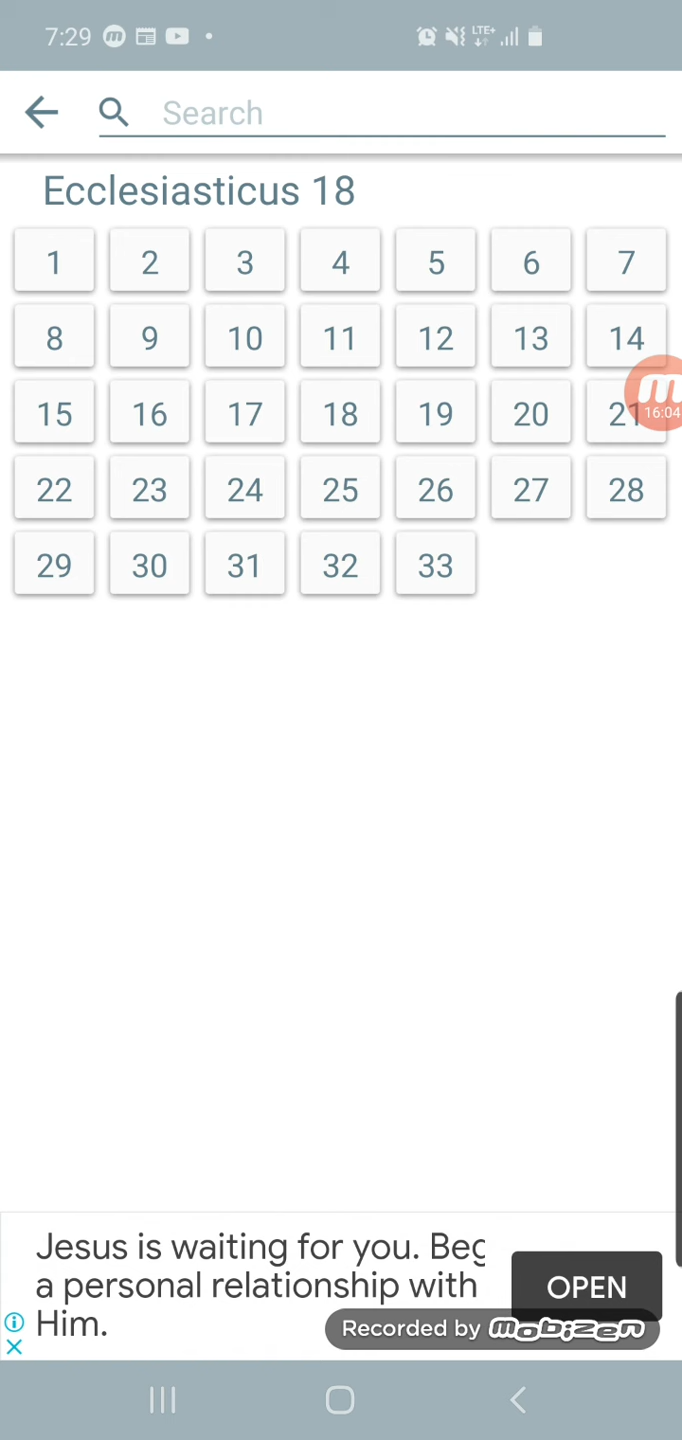 7:29 LTE+
Search
Ecclesiasticus 18
1 2 3 4 5 6 7
8 9 10 11 12 13 14
15 16 17 18 19 20 21
16:04
22 23 24 25 26 27 28
29 30 31 32 33
Jesus is waiting for you. Beg
a personal relationship with
Him.
OPEN
Recorded by mobizen